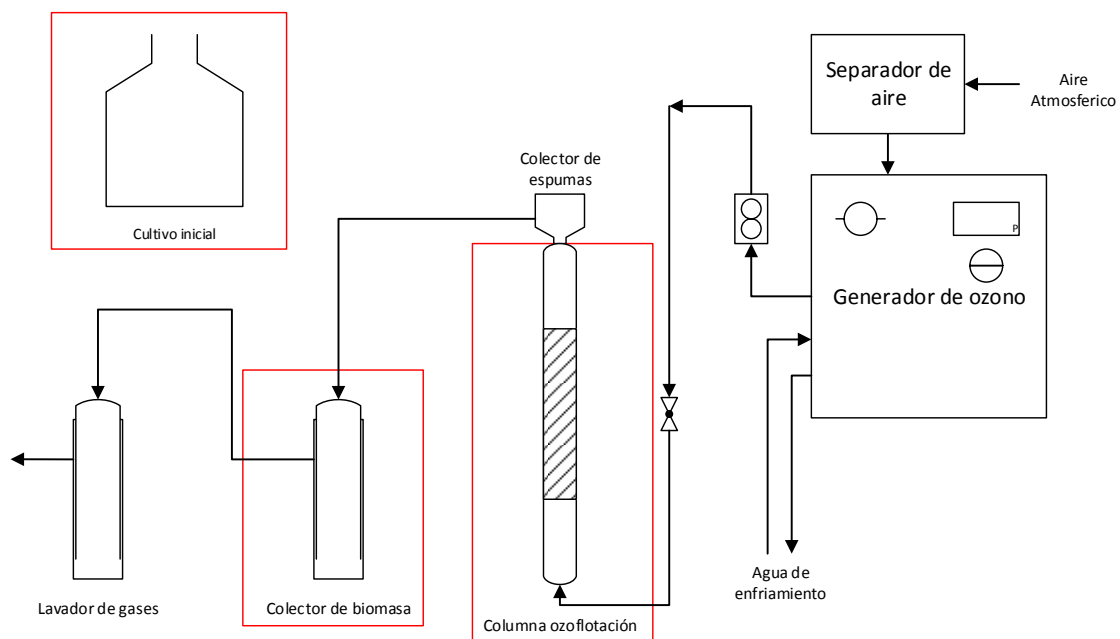 Separador de
aire
Aire
Atmosferico
Colector de
espumas
Cultivo inicial
P
Generador de ozono
Agua de
enfriamiento
Lavador de gases
Colector de biomasa
Columna ozoflotación